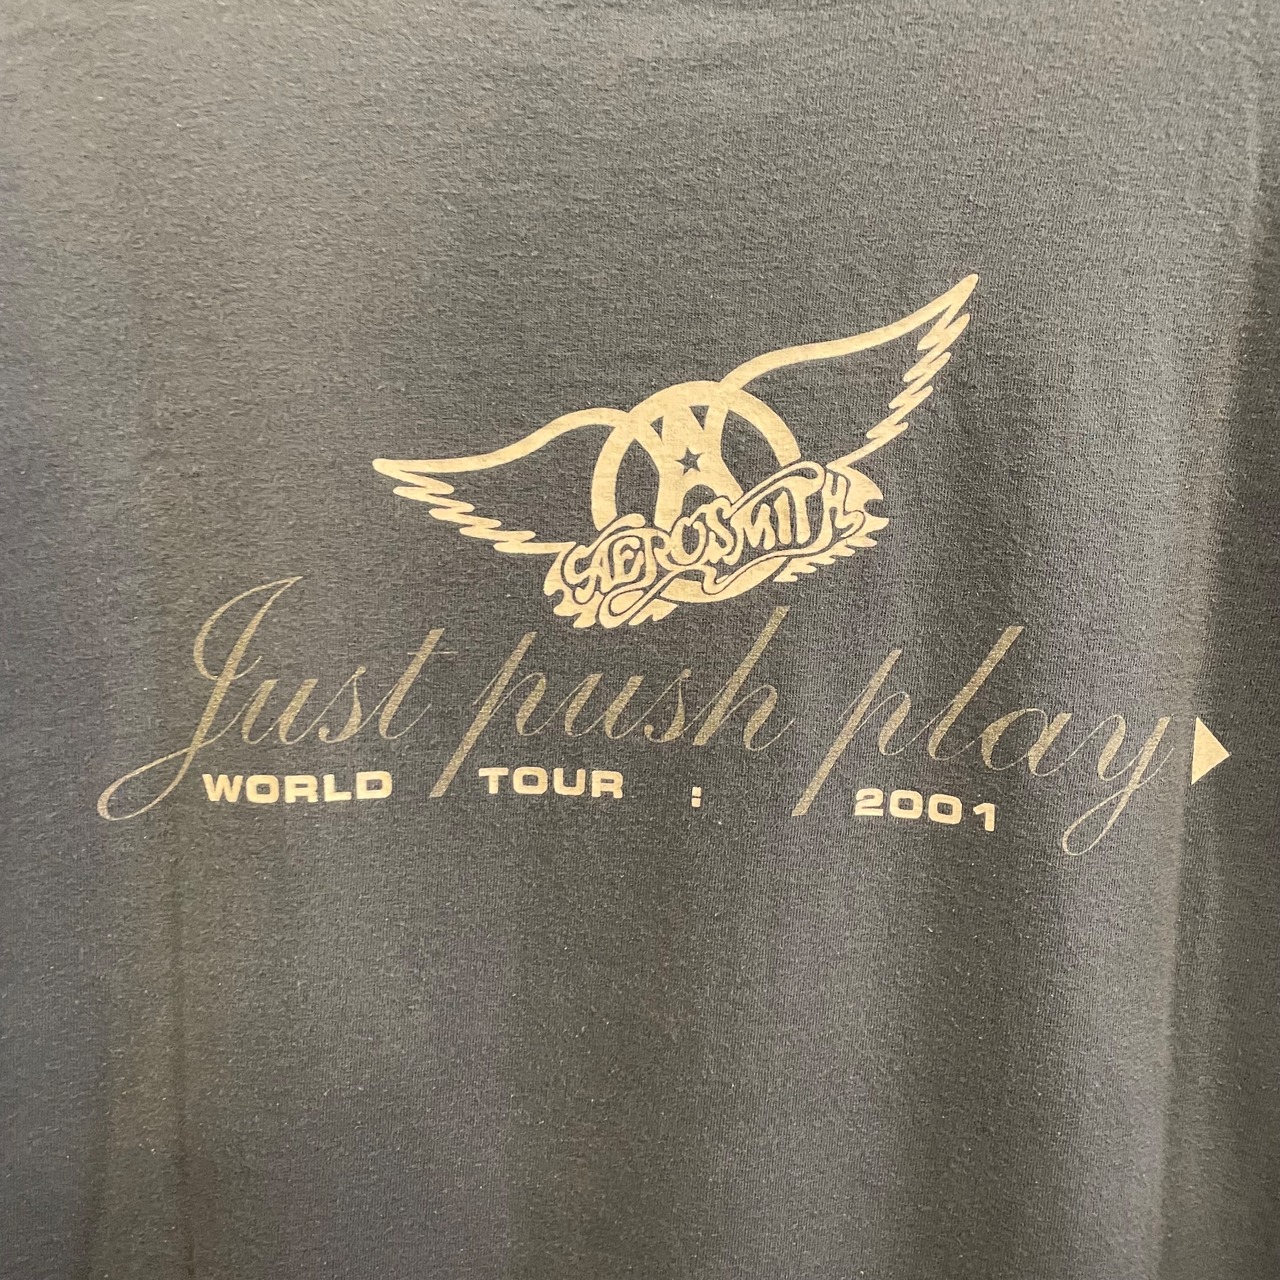 A
AEROSMITH
Just push play
WORLD TOUR : 2001